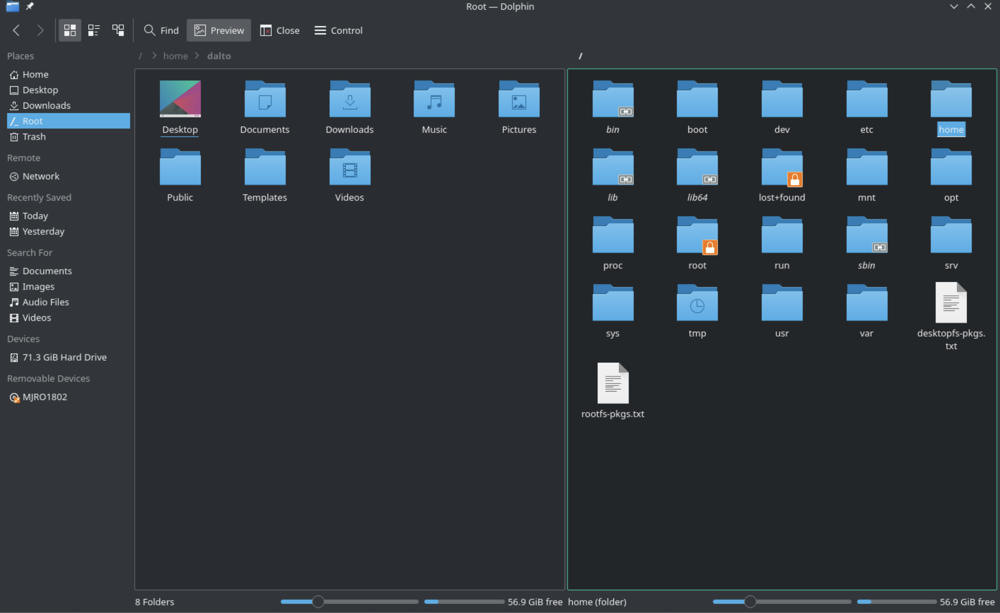 Root — Dolphin
Find Preview Close Control
Places
Home
Desktop
Downloads
/_ Root
Trash
Remote
Network
Recently Saved
Today
Yesterday
Search For
Documents
Images
Audio Files
Videos
Devices
71.3 GiB Hard Drive
Removable Devices
MJRO1802
/ > home > dalto
Desktop Documents Downloads Music Pictures
Public Templates Videos
8 Folders
56.9 GiB free
/
bin boot dev etc home
lib lib64 lost+found mnt opt
proc root run sbin srv
sys tmp usr var desktopfs-pkgs.
txt
rootfs-pkgs.txt
home (folder)
56.9 GiB free